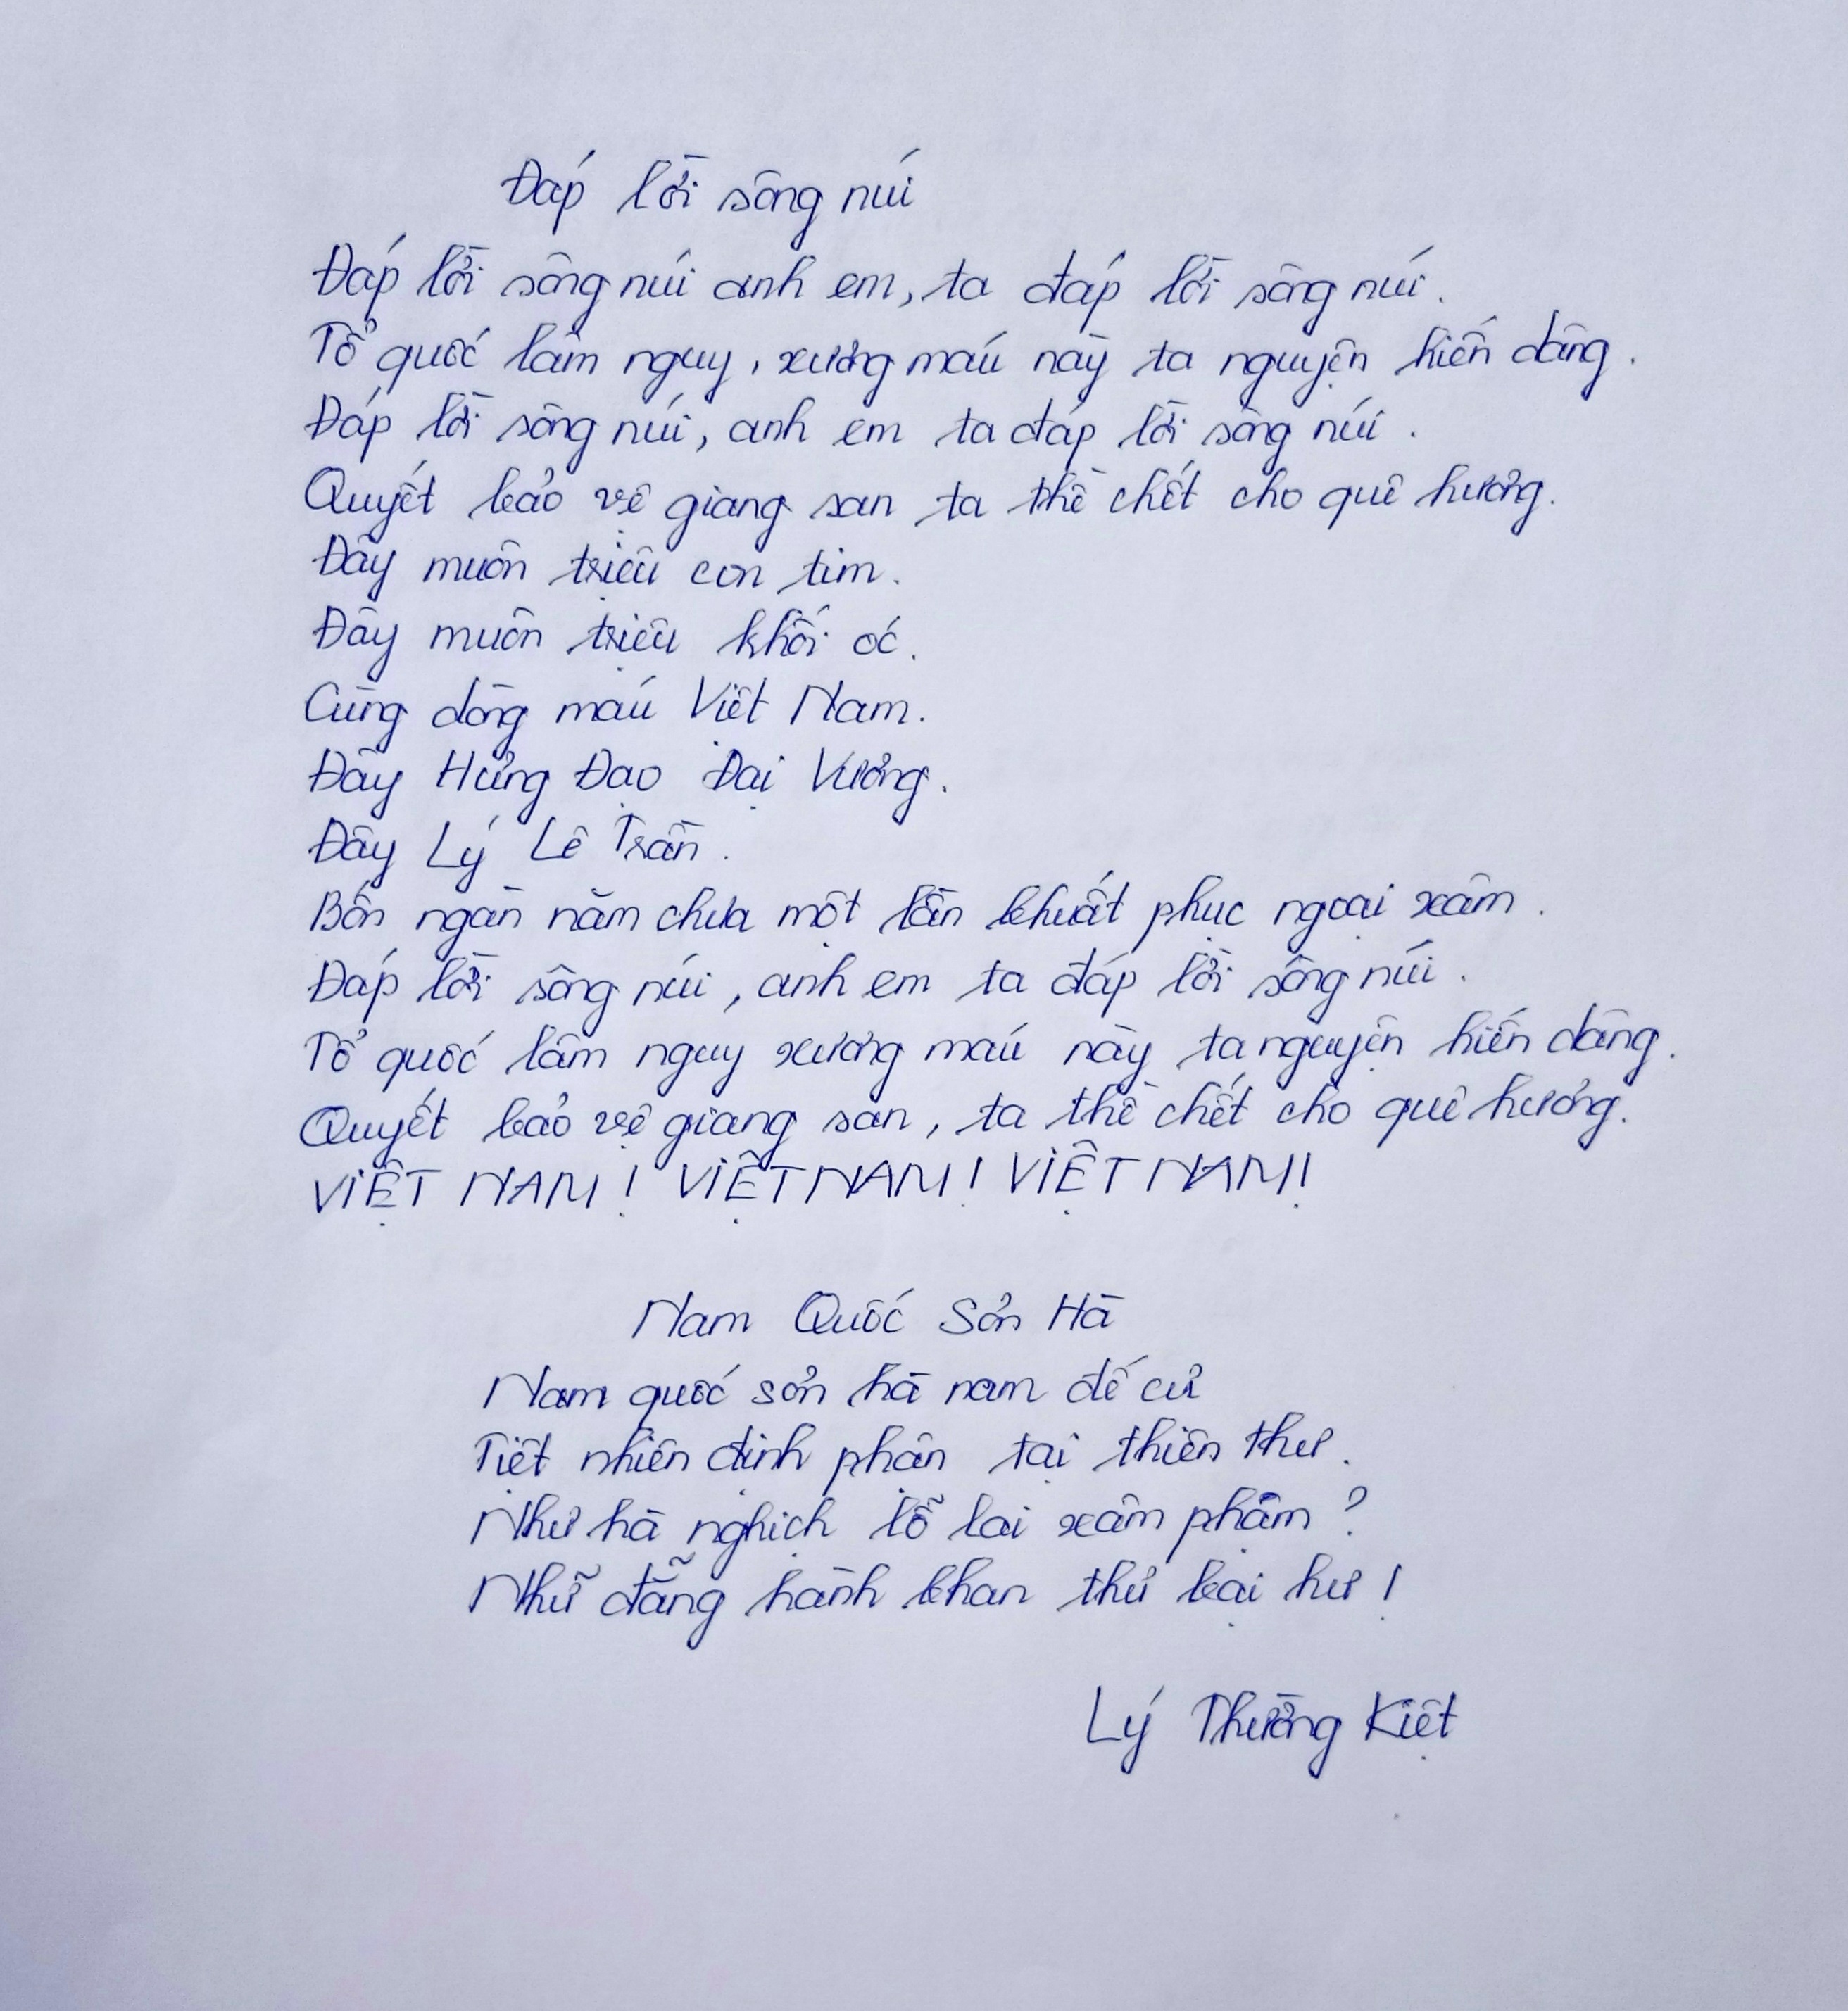 Đáp lời sông núi
Đáp lời sông núi anh em, ta đáp lời sông núi.
Tổ quốc lâm nguy, xương máu này ta nguyện hiến dâng.
Đáp lời sông núi, anh em ta đáp lời sông núi.
Quyết bảo vệ giang san ta thề chết cho quê hương.
Đây muôn triệu con tim.
Đây muôn triệu khối óc.
Cùng dòng máu Việt Nam.
Đây Hưng Đạo Đại Vương.
Đây Lý Lê Trần.
Bốn ngàn năm chưa một lần khuất phục ngoại xâm.
Đáp lời sông núi, anh em ta đáp lời sông núi.
Tổ quốc lâm nguy xương máu này ta nguyện hiến dâng.
Quyết bảo vệ giang san, ta thề chết cho quê hương.
VIỆT NAM! VIỆT NAM! VIỆT NAM!
Nam Quốc Sơn Hà
Nam quốc sơn hà nam đế cư
Tiệt nhiên định phận tại thiên thư.
Như hà nghịch lỗ lai xâm phạm?
Nhữ đẳng hành khan thủ bại hư!
Lý Thường Kiệt